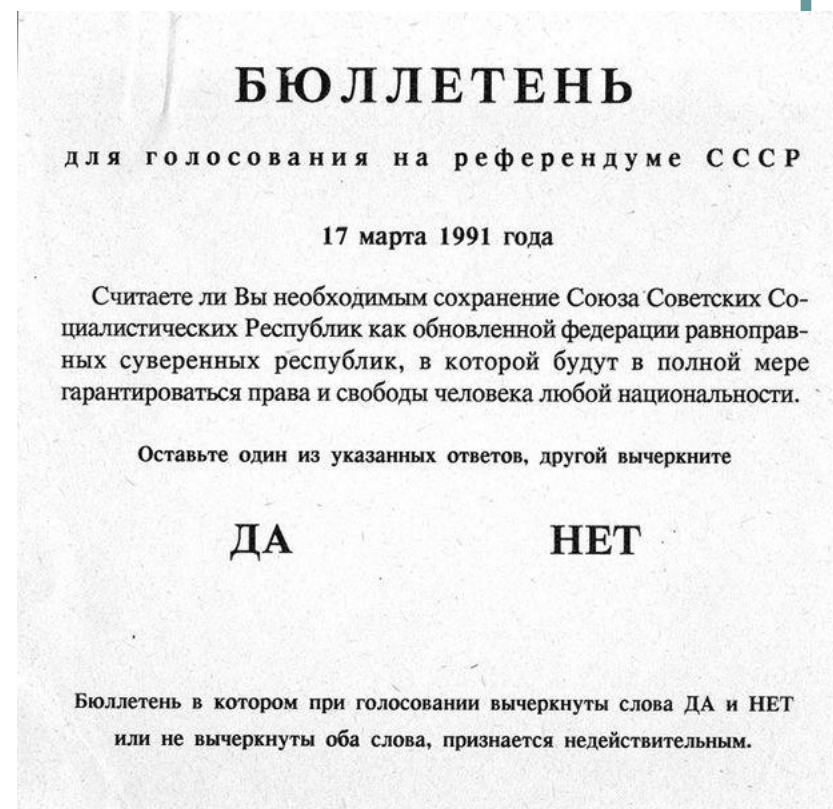 БЮЛЛЕТЕНЬ
для голосования на референдуме СССР
17 марта 1991 года
Считаете ли Вы необходимым сохранение Союза Советских Со-
циалистических Республик как обновленной федерации равноправ-
ных суверенных республик, в которой будут в полной мере
гарантироваться права и свободы человека любой национальности.
Оставьте один из указанных ответов, другой вычеркните
ДА НЕТ
Бюллетень в котором при голосовании вычеркнуты слова ДА и НЕТ
или не вычеркнуты оба слова, признается недействительным.